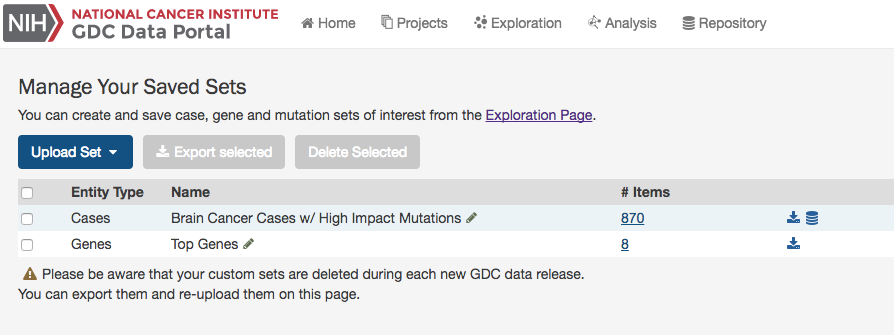 NIH NATIONAL CANCER INSTITUTE
GDC Data Portal
Home Projects Exploration Analysis Repository
Manage Your Saved Sets
You can create and save case, gene and mutation sets of interest from the Exploration Page.
Upload Set Export selected Delete Selected
Entity Type Name # Items
Cases Brain Cancer Cases w/ High Impact Mutations 870
Genes Top Genes 8
Please be aware that your custom sets are deleted during each new GDC data release.
You can export them and re-upload them on this page.